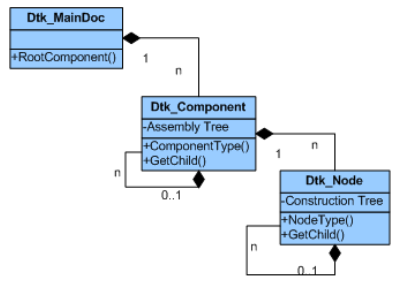 Dtk_MainDoc
+RootComponent()
1
n
Dtk_Component
-Assembly Tree
+ComponentType()
+GetChild()
n
0..1
1
n
Dtk_Node
-Construction Tree
+NodeType()
+GetChild()
n
0..1